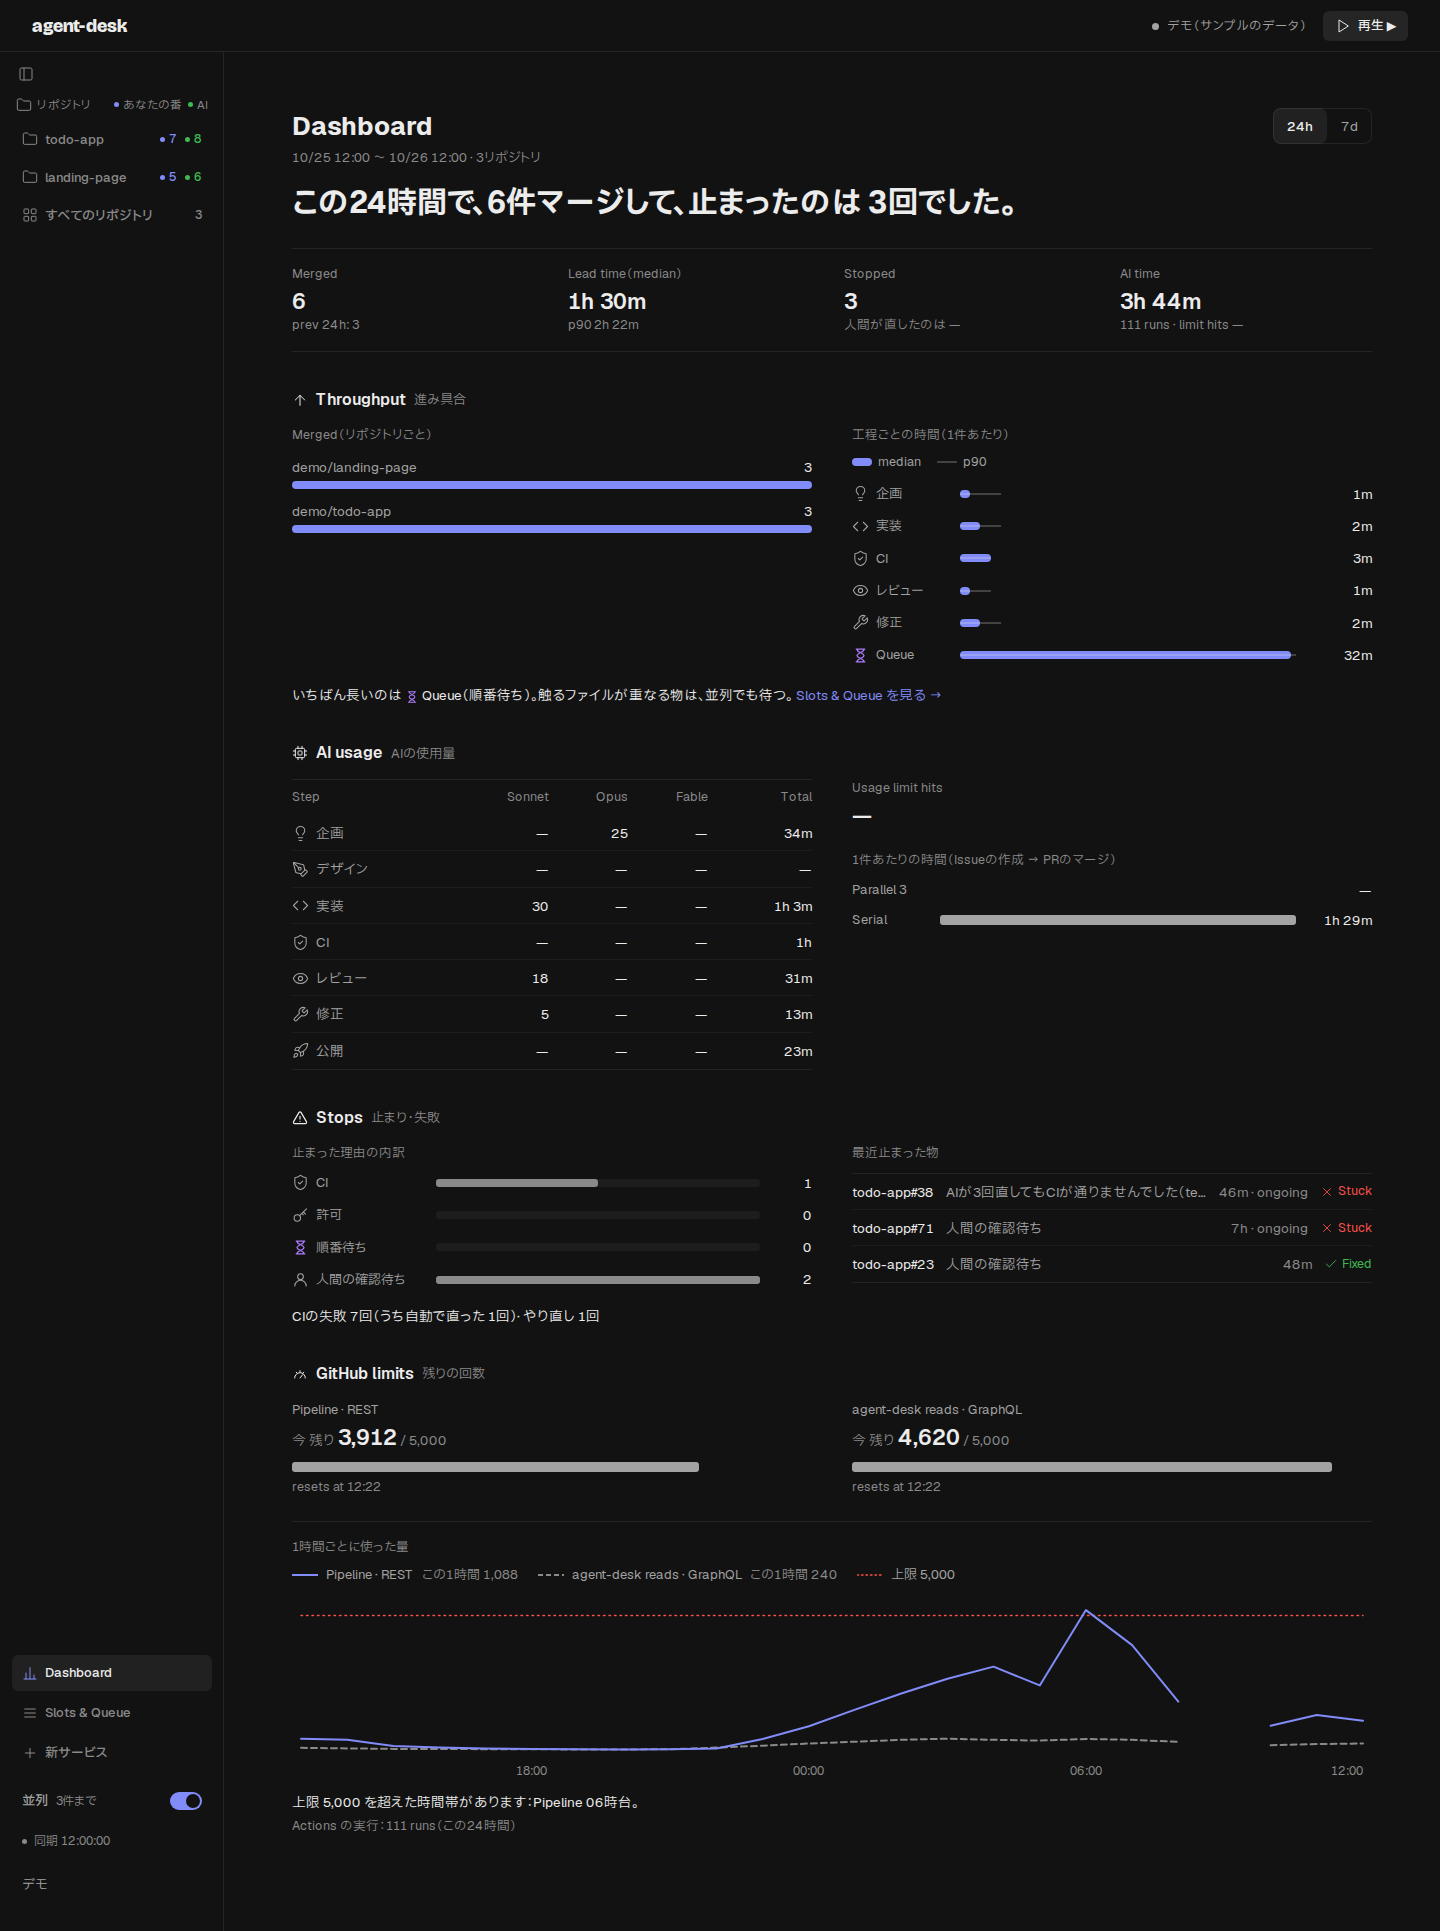 agent-desk
デモ（サンプルのデータ）
再生 ▶
リポジトリ
あなたの番
AI
todo-app 7 8
landing-page 5 6
すべてのリポジトリ 3
Dashboard
24h 7d
10/25 12:00 〜 10/26 12:00 · 3リポジトリ
この24時間で、6件マージして、止まったのは 3回でした。
Merged
6
prev 24h: 3
Lead time（median）
1h 30m
p90 2h 22m
Stopped
3
人間が直したのは —
AI time
3h 44m
111 runs · limit hits —
Throughput 進み具合
Merged（リポジトリごと）
demo/landing-page 3
demo/todo-app 3
工程ごとの時間（1件あたり）
median p90
企画 1m
実装 2m
CI 3m
レビュー 1m
修正 2m
Queue 32m
いちばん長いのは Queue（順番待ち）。触るファイルが重なる物は、並列でも待つ。Slots & Queue を見る →
AI usage AIの使用量
Step Sonnet Opus Fable Total
企画 — 25 — 34m
デザイン — — — —
実装 30 — — 1h 3m
CI — — — 1h
レビュー 18 — — 31m
修正 5 — — 13m
公開 — — — 23m
Usage limit hits
—
1件あたりの時間（Issueの作成 → PRのマージ）
Parallel 3 —
Serial 1h 29m
Stops 止まり・失敗
止まった理由の内訳
CI 1
許可 0
順番待ち 0
人間の確認待ち 2
最近止まった物
todo-app#38 AIが3回直してもCIが通りませんでした（te… 46m · ongoing Stuck
todo-app#71 人間の確認待ち 7h · ongoing Stuck
todo-app#23 人間の確認待ち 48m Fixed
CIの失敗 7回（うち自動で直った 1回）· やり直し 1回
GitHub limits 残りの回数
Pipeline · REST
今 残り 3,912 / 5,000
resets at 12:22
agent-desk reads · GraphQL
今 残り 4,620 / 5,000
resets at 12:22
1時間ごとに使った量
Pipeline · REST この1時間 1,088 agent-desk reads · GraphQL この1時間 240 上限 5,000
18:00 00:00 06:00 12:00
上限 5,000 を超えた時間帯があります：Pipeline 06時台。
Actions の実行：111 runs（この24時間）
Dashboard
Slots & Queue
新サービス
並列 3件まで
同期 12:00:00
デモ